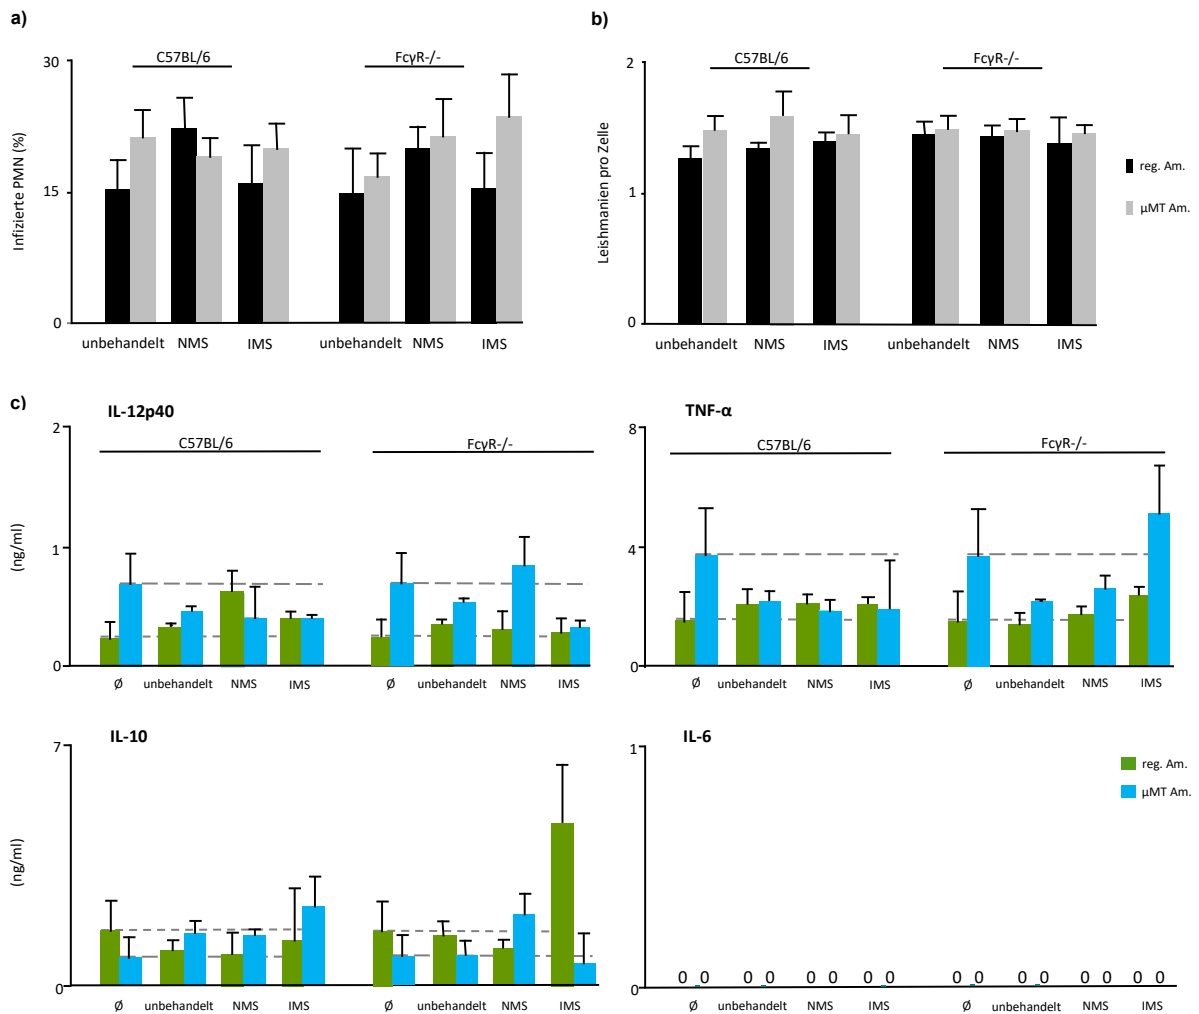 a)
C57BL/6 FcγR-/-
30
15
0
Infizierte PMN (%)
unbehandelt NMS IMS unbehandelt NMS IMS
b)
C57BL/6 FcγR-/-
2
1
0
Leishmanien pro Zelle
unbehandelt NMS IMS unbehandelt NMS IMS
reg. Am.
μMT Am.
c)
IL-12p40
C57BL/6 FcγR-/-
2
1
0
(ng/ml)
Ø unbehandelt NMS IMS Ø unbehandelt NMS IMS
TNF-α
C57BL/6 FcγR-/-
8
4
0
Ø unbehandelt NMS IMS Ø unbehandelt NMS IMS
IL-10
7
0
(ng/ml)
Ø unbehandelt NMS IMS Ø unbehandelt NMS IMS
IL-6
1
0
0 0 0 0 0 0 0 0 0 0 0 0 0 0 0 0
Ø unbehandelt NMS IMS Ø unbehandelt NMS IMS
reg. Am.
μMT Am.